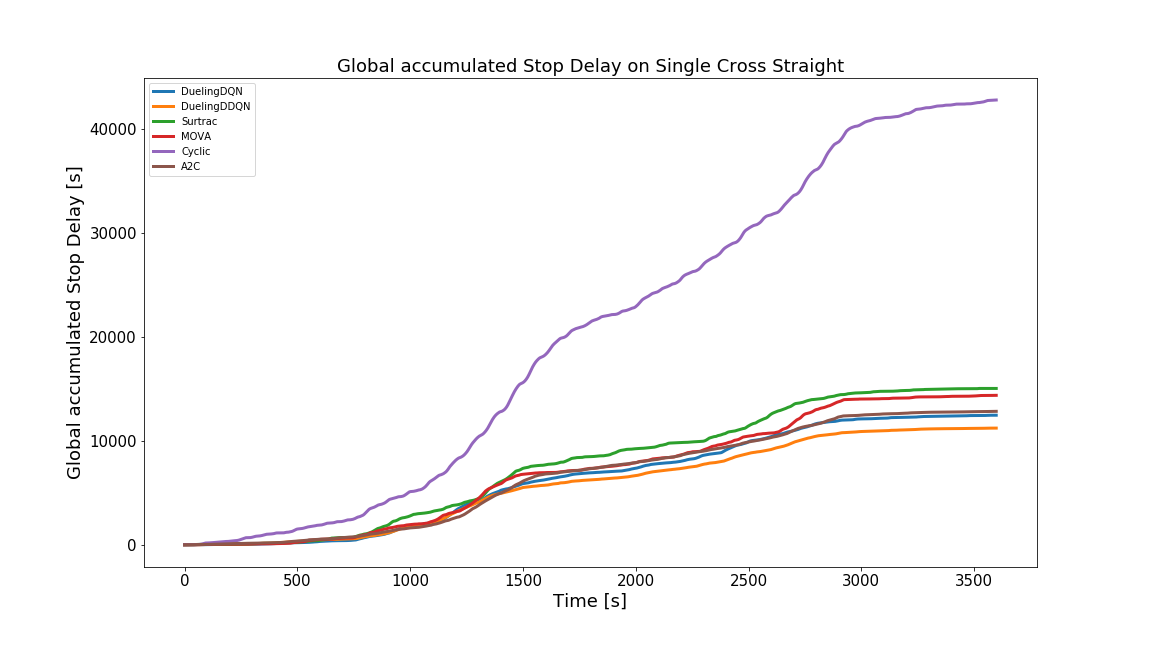 Global accumulated Stop Delay on Single Cross Straight
DuelingDQN
DuelingDDQN
Surtrac
MOVA
Cyclic
A2C
Global accumulated Stop Delay [s]
40000
30000
20000
10000
0
0 500 1000 1500 2000 2500 3000 3500
Time [s]